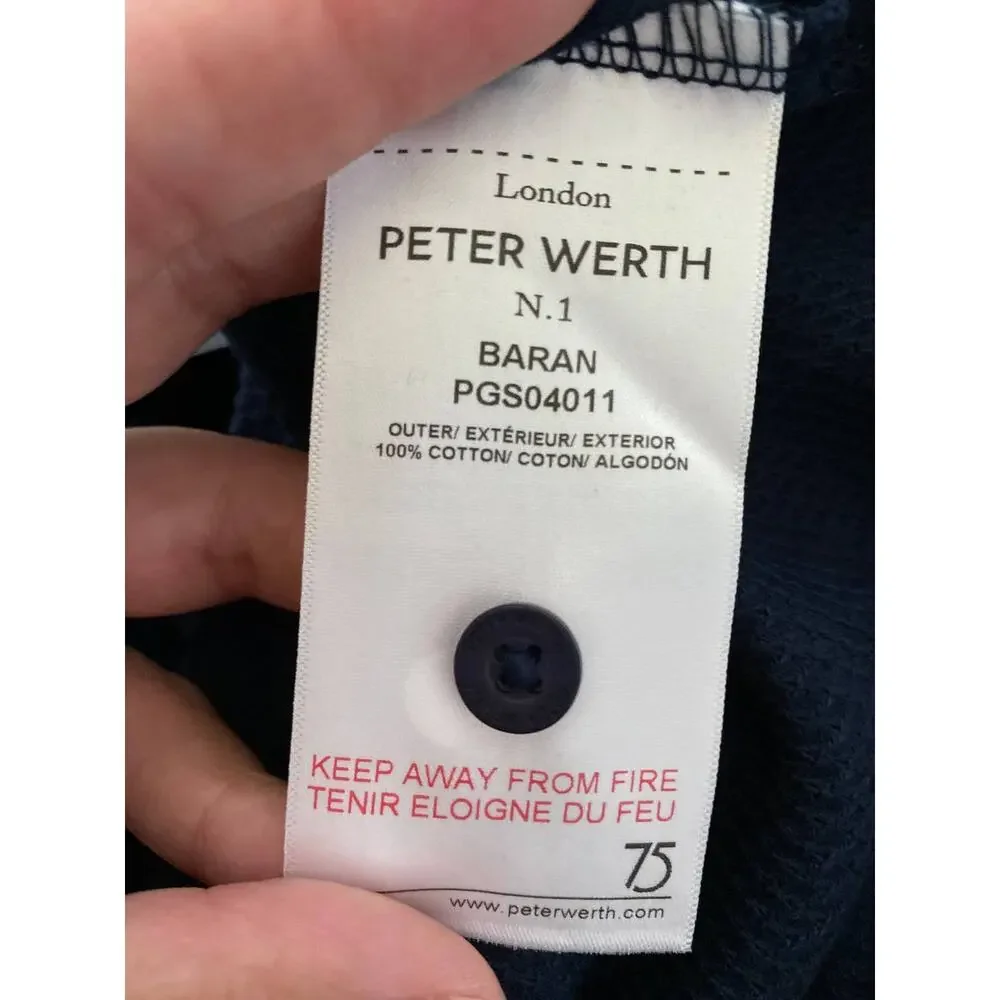 London
PETER WERTH
N.1
BARAN
PGS04011
OUTER/ EXTÉRIEUR/ EXTERIOR
100% COTTON/ COTON/ ALGODÓN
KEEP AWAY FROM FIRE
TENIR ELOIGNE DU FEU
75
www.peterwerth.com